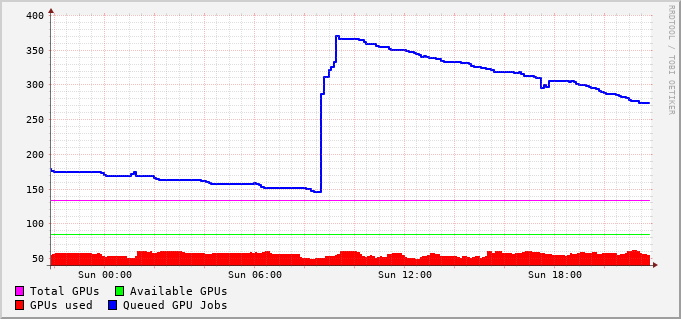 400
350
300
250
200
150
100
50
Sun 00:00 Sun 06:00 Sun 12:00 Sun 18:00
Total GPUs Available GPUs
GPUs used Queued GPU Jobs
RRDTOOL / TOBI OETIKER